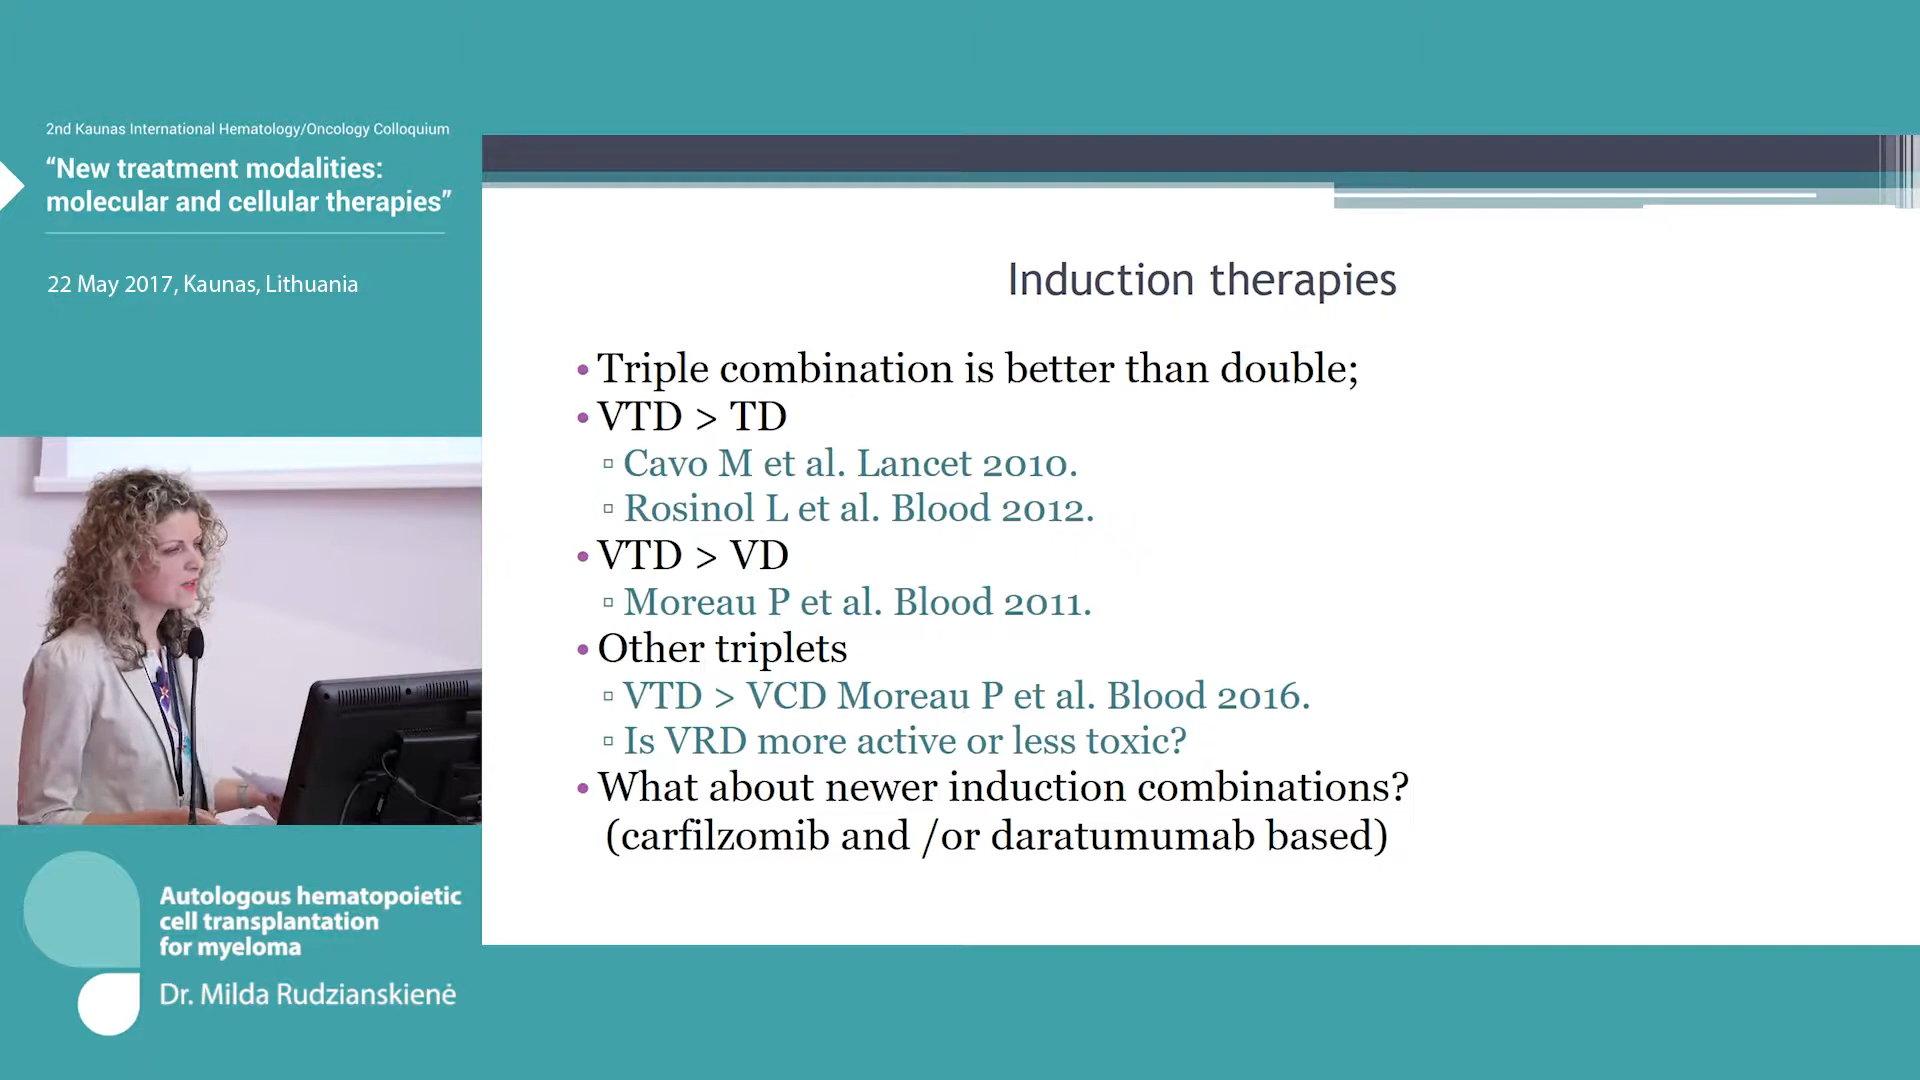 2nd Kaunas International Hematology/Oncology Colloquium
“New treatment modalities:
molecular and cellular therapies”
22 May 2017, Kaunas, Lithuania
Induction therapies
• Triple combination is better than double;
• VTD > TD
▫ Cavo M et al. Lancet 2010.
▫ Rosinol L et al. Blood 2012.
• VTD > VD
▫ Moreau P et al. Blood 2011.
• Other triplets
▫ VTD > VCD Moreau P et al. Blood 2016.
▫ Is VRD more active or less toxic?
• What about newer induction combinations?
(carfilzomib and /or daratumumab based)
Autologous hematopoietic
cell transplantation
for myeloma
Dr. Milda Rudzianskienė